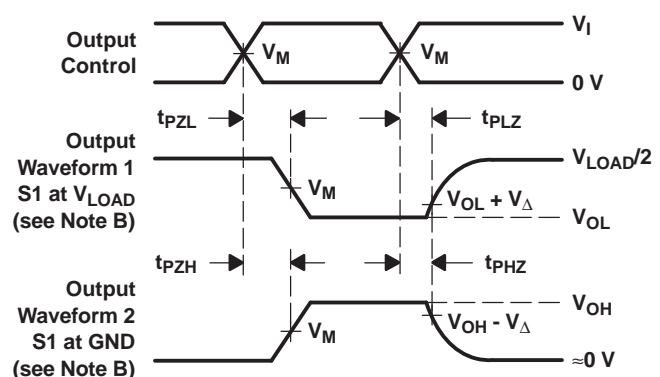 Output
Control
V_M
V_M
V_I
0 V
t_PZL
t_PLZ
Output
Waveform 1
S1 at V_LOAD
(see Note B)
V_M
V_LOAD/2
V_OL + V_Δ
V_OL
t_PZH
t_PHZ
Output
Waveform 2
S1 at GND
(see Note B)
V_M
V_OH
V_OH - V_Δ
≈0 V